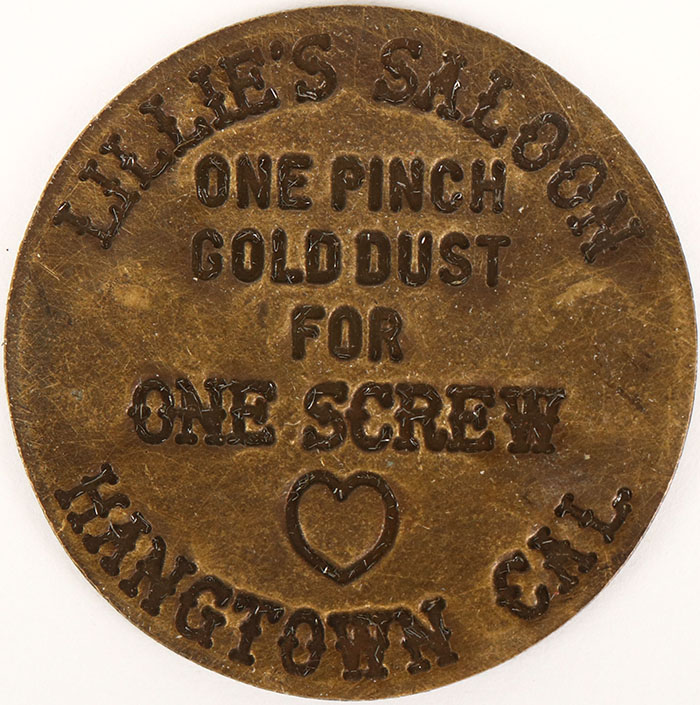 LILLIE'S SALOON
ONE PINCH
GOLD DUST
FOR
ONE SCREW
HANGTOWN CAL.